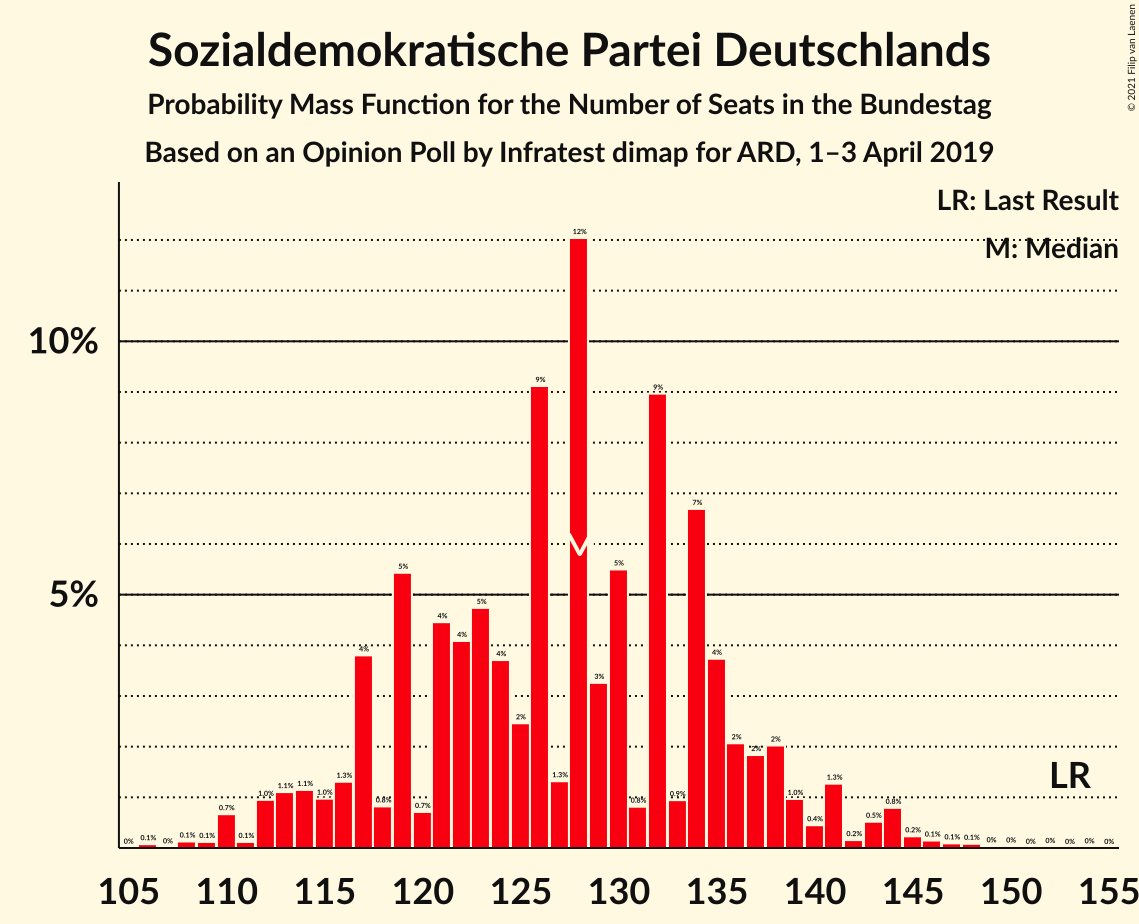 Sozialdemokratische Partei Deutschlands
Probability Mass Function for the Number of Seats in the Bundestag
Based on an Opinion Poll by Infratest dimap for ARD, 1–3 April 2019
© 2021 Filip van Laenen
LR: Last Result
M: Median
10%
5%
0% 0.1% 0% 0.1% 0.1% 0.7% 0.1% 1.0% 1.1% 1.1% 1.0% 1.3% 4% 0.8% 5% 0.7% 4% 4% 5% 4% 2% 9% 1.3% 12% 3% 5% 0.8% 9% 0.9% 7% 4% 2% 2% 2% 1.0% 0.4% 1.3% 0.2% 0.5% 0.8% 0.2% 0.1% 0.1% 0.1% 0% 0% 0% 0% 0% 0% 0%
M
LR
105 110 115 120 125 130 135 140 145 150 155